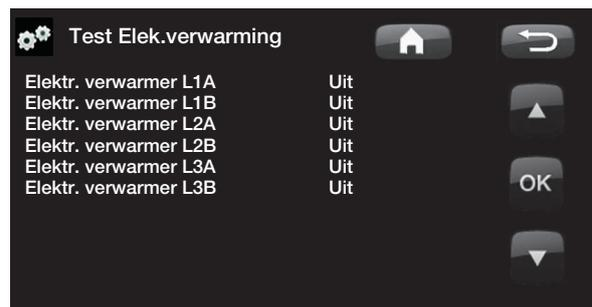 Test Elek.verwarming
Elektr. verwarmer L1A Uit
Elektr. verwarmer L1B Uit
Elektr. verwarmer L2A Uit
Elektr. verwarmer L2B Uit
Elektr. verwarmer L3A Uit
Elektr. verwarmer L3B Uit
OK